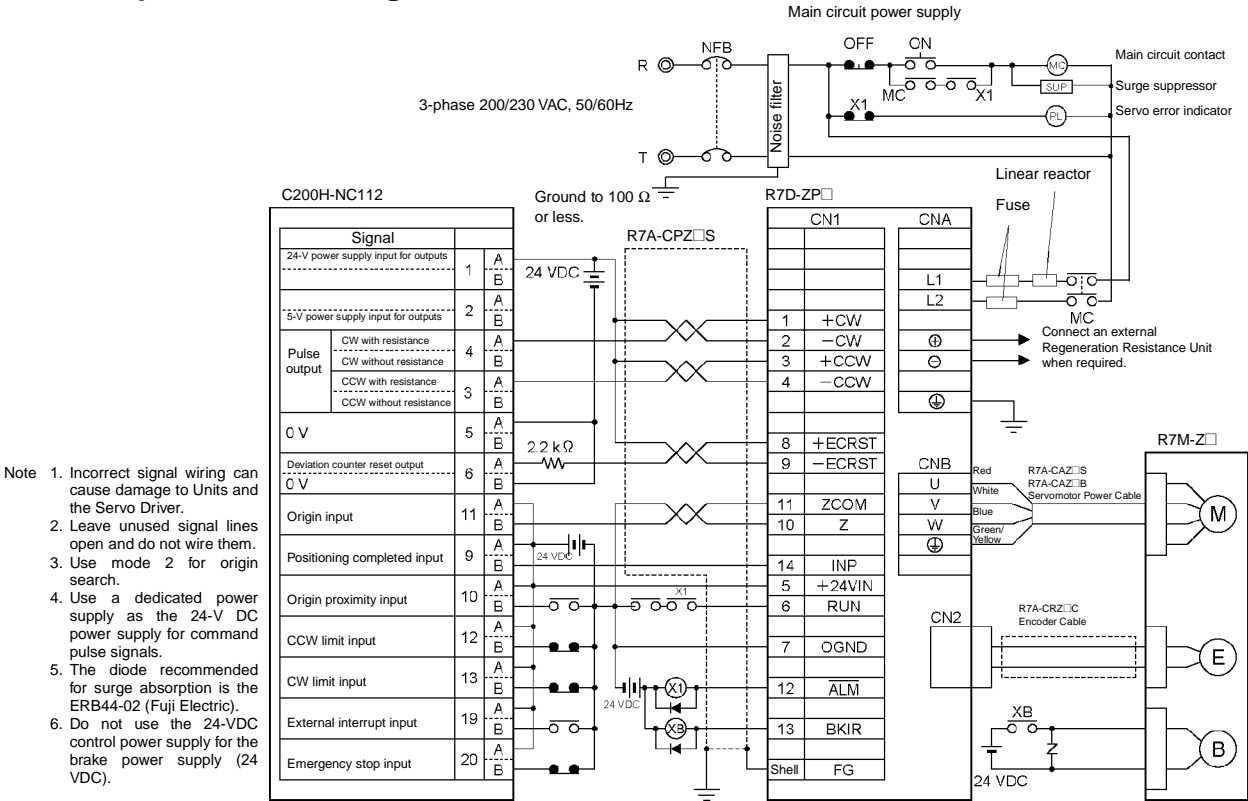 Main circuit power supply
NFB
OFF
ON
R
MC
Main circuit contact
SUP
Surge suppressor
MC
X1
3-phase 200/230 VAC, 50/60Hz
Noise filter
X1
PL
Servo error indicator
T
Linear reactor
Fuse
C200H-NC112
Ground to 100 Ω
or less.
R7D-ZP□
R7A-CPZ□S
CN1
CNA
Signal
24-V power supply input for outputs
1
A
B
24 VDC
L1
L2
MC
5-V power supply input for outputs
2
A
B
1
+CW
Pulse
output
CW with resistance
CW without resistance
4
A
B
2
−CW
3
+CCW
⊕
⊖
Connect an external
Regeneration Resistance Unit
when required.
CCW with resistance
CCW without resistance
3
A
B
4
−CCW
0 V
5
A
B
2.2 kΩ
8
+ECRST
Deviation counter reset output
0 V
6
A
B
9
−ECRST
CNB
U
V
W
Red
White
Blue
Green/
Yellow
R7A-CAZ□S
R7A-CAZ□B
Servomotor Power Cable
R7M-Z□
M
Origin input
11
A
B
11
ZCOM
10
Z
Positioning completed input
9
A
B
24 VDC
14
INP
5
+24VIN
Origin proximity input
10
A
B
X1
6
RUN
CN2
R7A-CRZ□C
Encoder Cable
E
CCW limit input
12
A
B
7
OGND
CW limit input
13
A
B
24 VDC
X1
12
ALM
External interrupt input
19
A
B
XB
13
BKIR
Emergency stop input
20
A
B
Shell
FG
XB
24 VDC
B
Note 1. Incorrect signal wiring can
cause damage to Units and
the Servo Driver.
2. Leave unused signal lines
open and do not wire them.
3. Use mode 2 for origin
search.
4. Use a dedicated power
supply as the 24-V DC
power supply for command
pulse signals.
5. The diode recommended
for surge absorption is the
ERB44-02 (Fuji Electric).
6. Do not use the 24-VDC
control power supply for the
brake power supply (24
VDC).